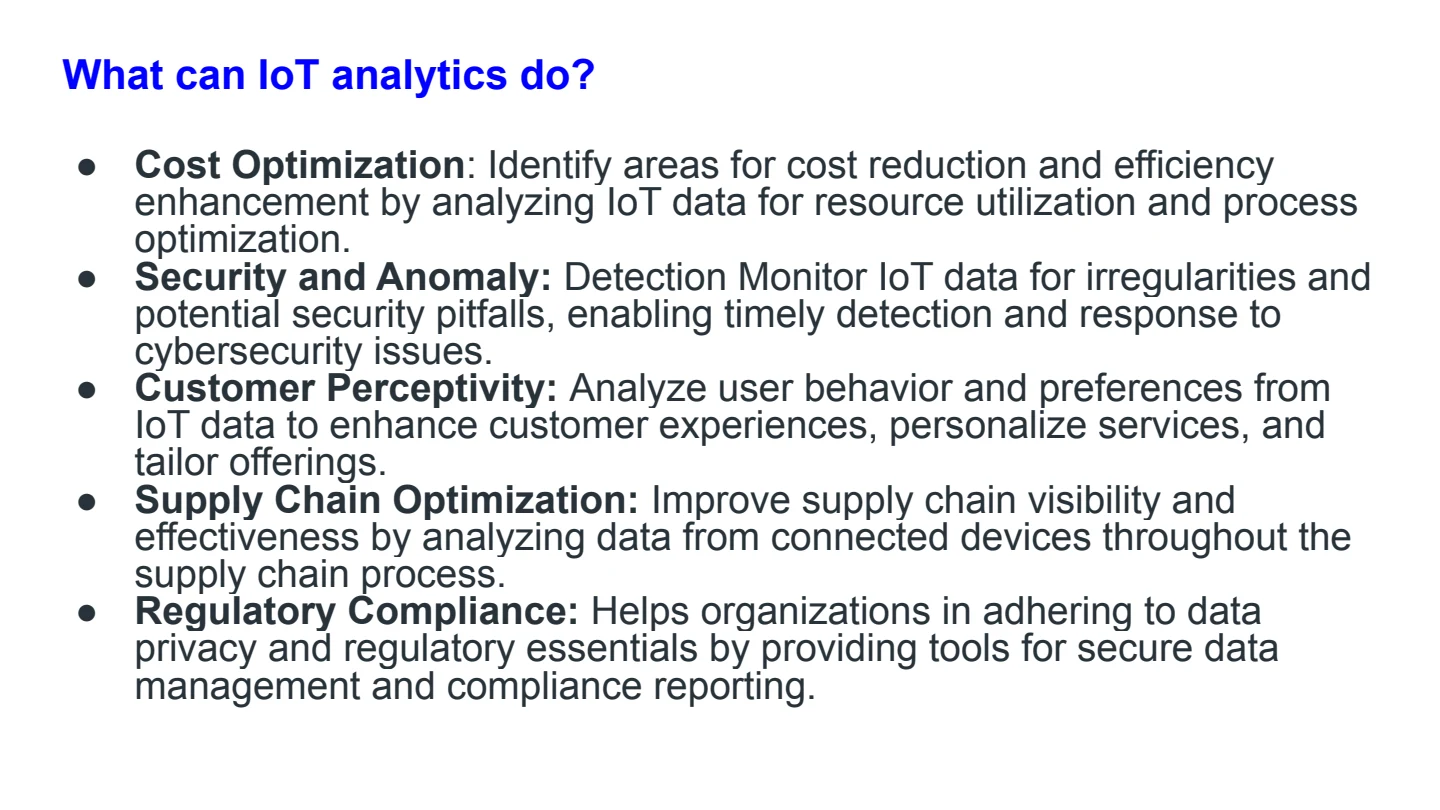 What can IoT analytics do?
● Cost Optimization: Identify areas for cost reduction and efficiency
enhancement by analyzing IoT data for resource utilization and process
optimization.
● Security and Anomaly: Detection Monitor IoT data for irregularities and
potential security pitfalls, enabling timely detection and response to
cybersecurity issues.
● Customer Perceptivity: Analyze user behavior and preferences from
IoT data to enhance customer experiences, personalize services, and
tailor offerings.
● Supply Chain Optimization: Improve supply chain visibility and
effectiveness by analyzing data from connected devices throughout the
supply chain process.
● Regulatory Compliance: Helps organizations in adhering to data
privacy and regulatory essentials by providing tools for secure data
management and compliance reporting.